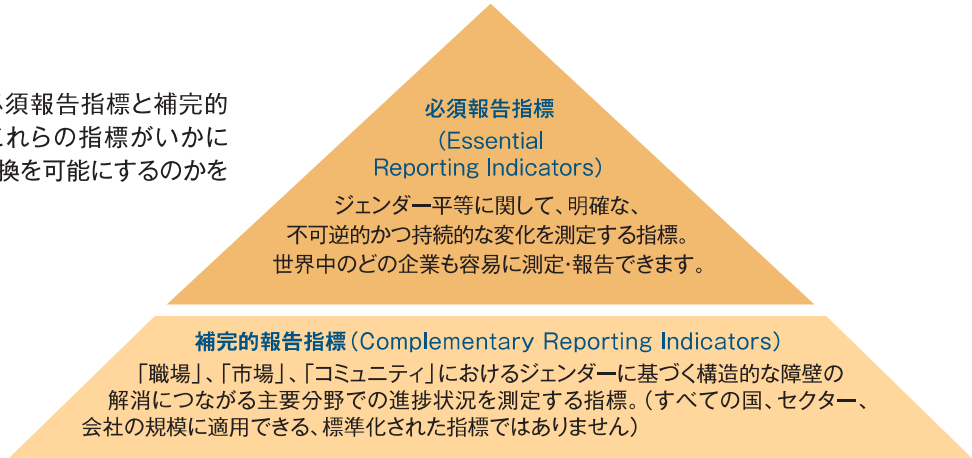 須報告指標と補完的
これらの指標がいかに
換を可能にするのかを
必須報告指標
（Essential
Reporting Indicators）
ジェンダー平等に関して、明確な、
不可逆的かつ持続的な変化を測定する指標。
世界中のどの企業も容易に測定・報告できます。
補完的報告指標（Complementary Reporting Indicators）
「職場」、「市場」、「コミュニティ」におけるジェンダーに基づく構造的な障壁の
解消につながる主要分野での進捗状況を測定する指標。（すべての国、セクター、
会社の規模に適用できる、標準化された指標ではありません）